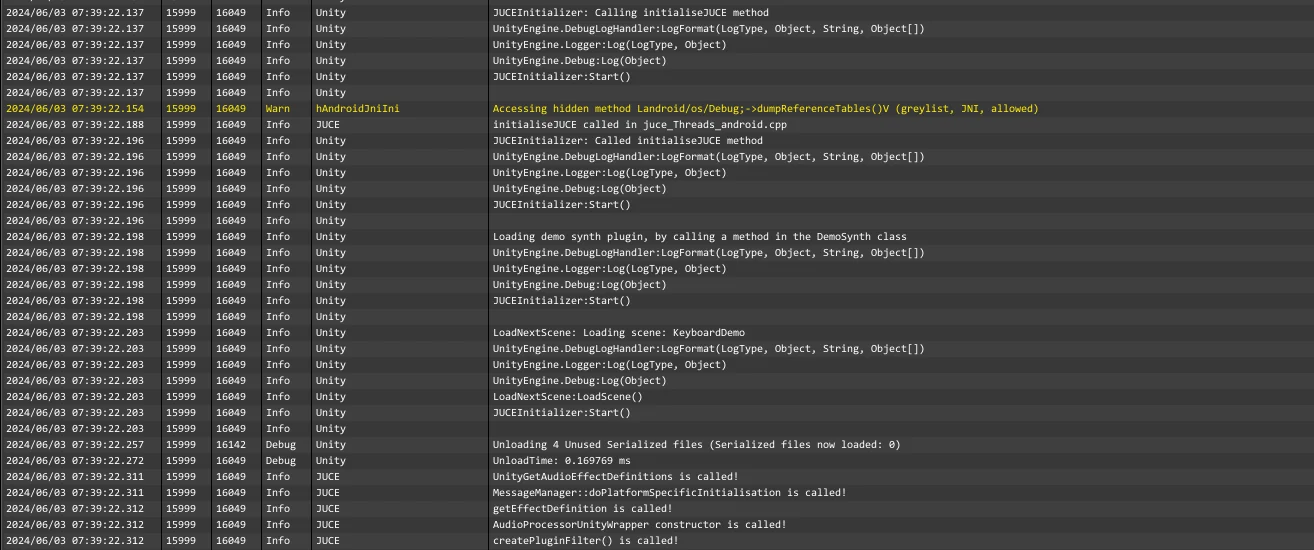 2024/06/03 07:39:22.137 15999 16049 Info Unity JUCEInitializer: Calling initialiseJUCE method
2024/06/03 07:39:22.137 15999 16049 Info Unity UnityEngine.DebugLogHandler:LogFormat(LogType, Object, String, Object[])
2024/06/03 07:39:22.137 15999 16049 Info Unity UnityEngine.Logger:Log(LogType, Object)
2024/06/03 07:39:22.137 15999 16049 Info Unity UnityEngine.Debug:Log(Object)
2024/06/03 07:39:22.137 15999 16049 Info Unity JUCEInitializer:Start()
2024/06/03 07:39:22.137 15999 16049 Info Unity
2024/06/03 07:39:22.154 15999 16049 Warn hAndroidJniIni Accessing hidden method Landroid/os/Debug;->dumpReferenceTables()V (greylist, JNI, allowed)
2024/06/03 07:39:22.188 15999 16049 Info JUCE initialiseJUCE called in juce_Threads_android.cpp
2024/06/03 07:39:22.196 15999 16049 Info Unity JUCEInitializer: Called initialiseJUCE method
2024/06/03 07:39:22.196 15999 16049 Info Unity UnityEngine.DebugLogHandler:LogFormat(LogType, Object, String, Object[])
2024/06/03 07:39:22.196 15999 16049 Info Unity UnityEngine.Logger:Log(LogType, Object)
2024/06/03 07:39:22.196 15999 16049 Info Unity UnityEngine.Debug:Log(Object)
2024/06/03 07:39:22.196 15999 16049 Info Unity JUCEInitializer:Start()
2024/06/03 07:39:22.196 15999 16049 Info Unity
2024/06/03 07:39:22.198 15999 16049 Info Unity Loading demo synth plugin, by calling a method in the DemoSynth class
2024/06/03 07:39:22.198 15999 16049 Info Unity UnityEngine.DebugLogHandler:LogFormat(LogType, Object, String, Object[])
2024/06/03 07:39:22.198 15999 16049 Info Unity UnityEngine.Logger:Log(LogType, Object)
2024/06/03 07:39:22.198 15999 16049 Info Unity UnityEngine.Debug:Log(Object)
2024/06/03 07:39:22.198 15999 16049 Info Unity JUCEInitializer:Start()
2024/06/03 07:39:22.198 15999 16049 Info Unity
2024/06/03 07:39:22.203 15999 16049 Info Unity LoadNextScene: Loading scene: KeyboardDemo
2024/06/03 07:39:22.203 15999 16049 Info Unity UnityEngine.DebugLogHandler:LogFormat(LogType, Object, String, Object[])
2024/06/03 07:39:22.203 15999 16049 Info Unity UnityEngine.Logger:Log(LogType, Object)
2024/06/03 07:39:22.203 15999 16049 Info Unity UnityEngine.Debug:Log(Object)
2024/06/03 07:39:22.203 15999 16049 Info Unity LoadNextScene:LoadScene()
2024/06/03 07:39:22.203 15999 16049 Info Unity JUCEInitializer:Start()
2024/06/03 07:39:22.203 15999 16049 Info Unity
2024/06/03 07:39:22.257 15999 16142 Debug Unity Unloading 4 Unused Serialized files (Serialized files now loaded: 0)
2024/06/03 07:39:22.272 15999 16049 Debug Unity UnloadTime: 0.169769 ms
2024/06/03 07:39:22.311 15999 16049 Info JUCE UnityGetAudioEffectDefinitions is called!
2024/06/03 07:39:22.311 15999 16049 Info JUCE MessageManager::doPlatformSpecificInitialisation is called!
2024/06/03 07:39:22.312 15999 16049 Info JUCE getEffectDefinition is called!
2024/06/03 07:39:22.312 15999 16049 Info JUCE AudioProcessorUnityWrapper constructor is called!
2024/06/03 07:39:22.312 15999 16049 Info JUCE createPluginFilter() is called!